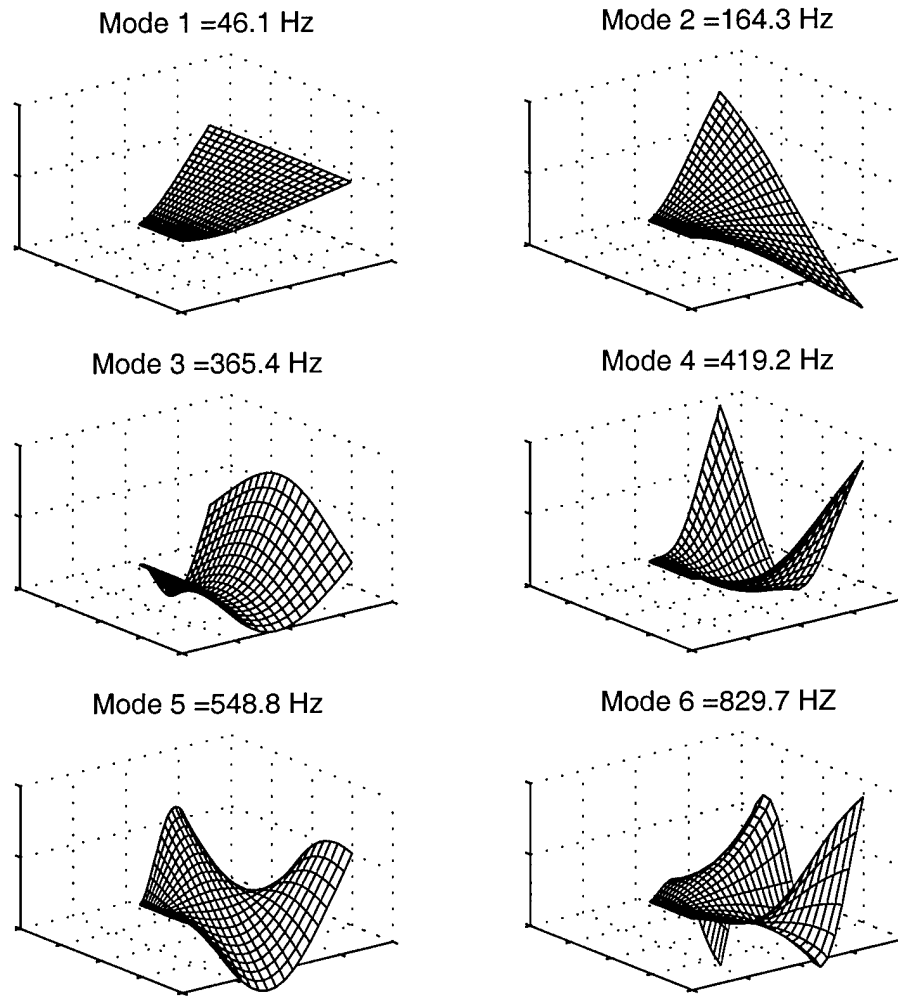 Mode 1 =46.1 Hz
Mode 2 =164.3 Hz
Mode 3 =365.4 Hz
Mode 4 =419.2 Hz
Mode 5 =548.8 Hz
Mode 6 =829.7 HZ